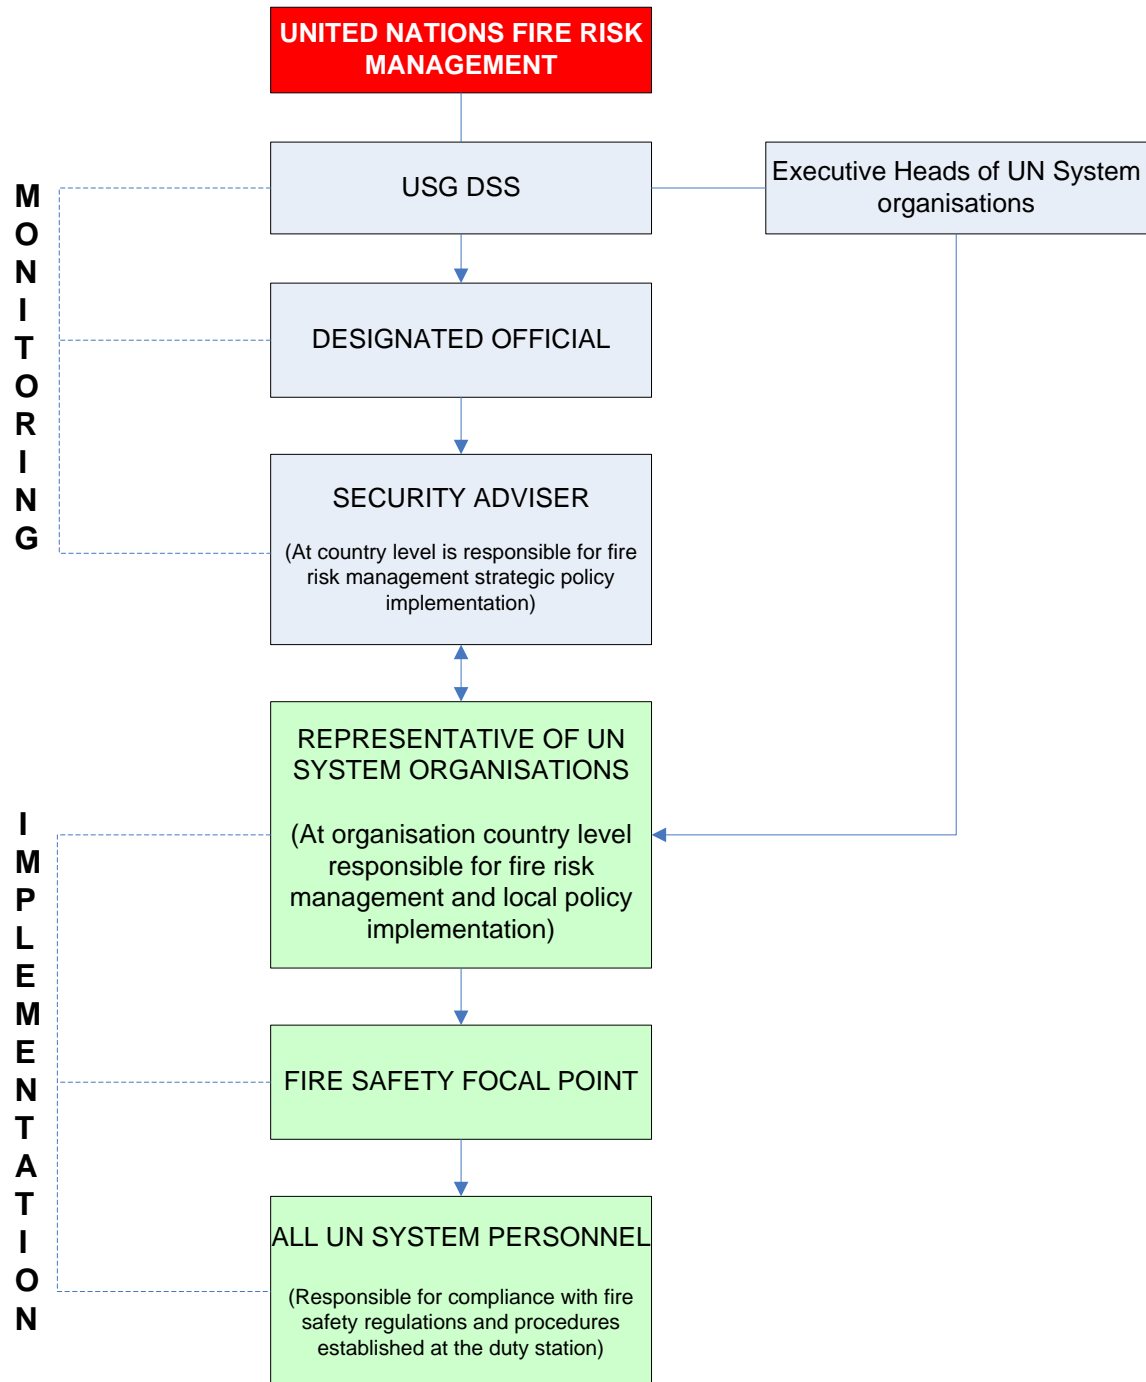 UNITED NATIONS FIRE RISK
MANAGEMENT
USG DSS
Executive Heads of UN System
organisations
MONITORING
DESIGNATED OFFICIAL
SECURITY ADVISER
(At country level is responsible for fire
risk management strategic policy
implementation)
REPRESENTATIVE OF UN
SYSTEM ORGANISATIONS
(At organisation country level
responsible for fire risk
management and local policy
implementation)
IMPLEMENTATION
FIRE SAFETY FOCAL POINT
ALL UN SYSTEM PERSONNEL
(Responsible for compliance with fire
safety regulations and procedures
established at the duty station)